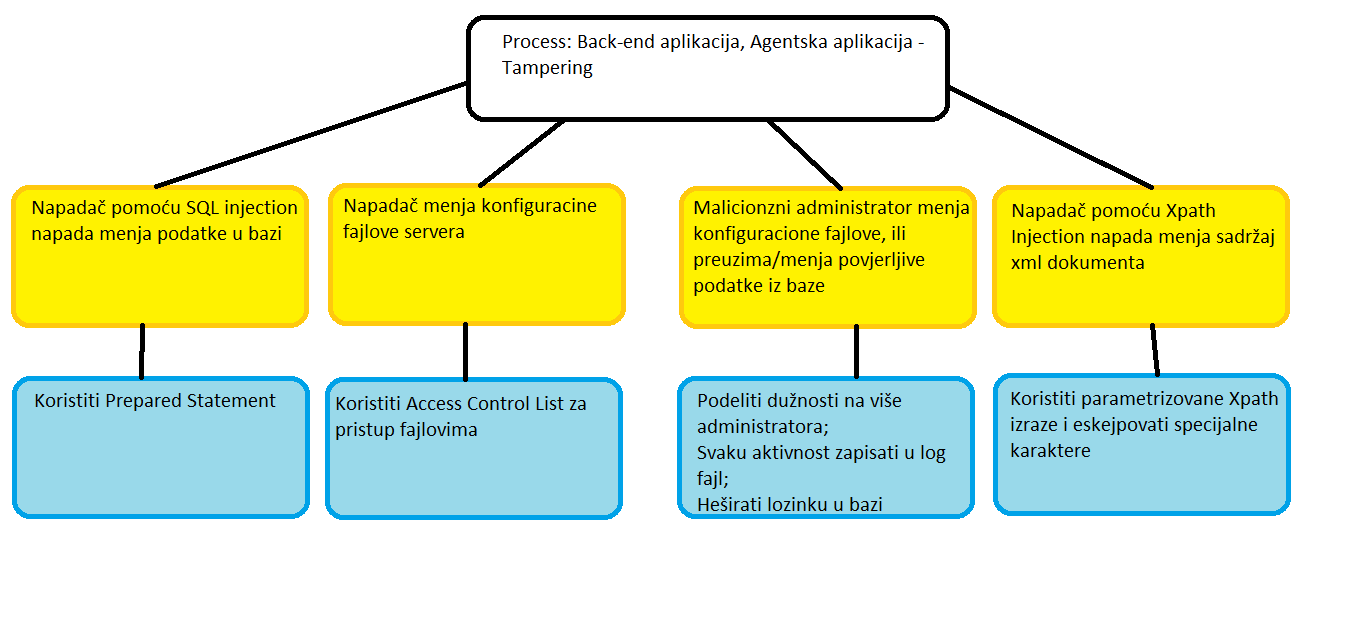 Process: Back-end aplikacija, Agentska aplikacija -
Tampering
Napadač pomoću SQL injection
napada menja podatke u bazi
Napadač menja konfiguracine
fajlove servera
Malicionzni administrator menja
konfiguracione fajlove, ili
preuzima/menja povjerljive
podatke iz baze
Napadač pomoću Xpath
Injection napada menja sadržaj
xml dokumenta
Koristiti Prepared Statement
Koristiti Access Control List za
pristup fajlovima
Podeliti dužnosti na više
administratora;
Svaku aktivnost zapisati u log
fajl;
Heširati lozinku u bazi
Koristiti parametrizovane Xpath
izraze i eskejpovati specijalne
karaktere